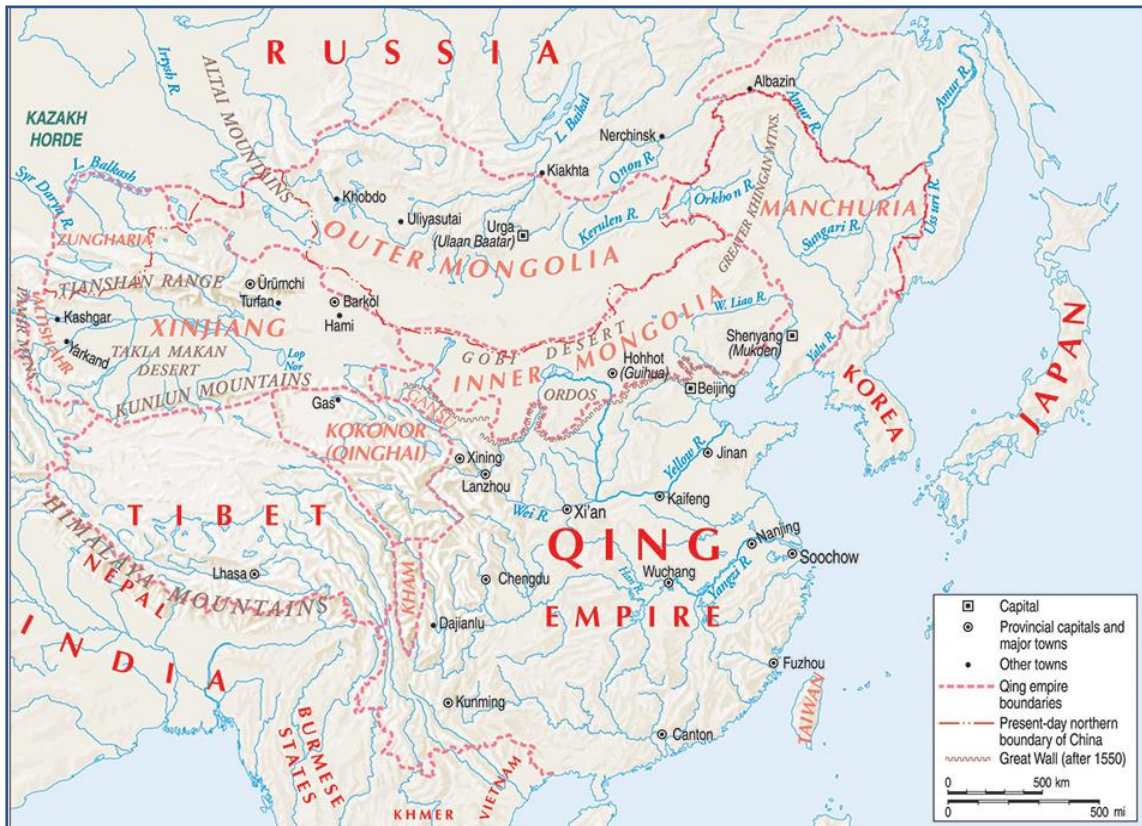 RUSSIA
Irtysh R.
ALTAI MOUNTAINS
KAZAKH
HORDE
L. Balkash
Syr Darya R.
L. Baikal
Albazin
Amur R.
Amur R.
Nerchinsk
Kiakhta
Onon R.
Khobdo
Uliyasutai
Urga
(Ulaan Baatar)
Kerulen R.
Orkhon R.
GREATER KHINGAN MTNS.
MANCHURIA
Sungari R.
Ussuri R.
OUTER MONGOLIA
ZUNGHARIA
TIANSHAN RANGE
Ürümchi
Turfan
Barköl
Hami
PAMIR MTNS
ALTISHAHR
Kashgar
Yarkand
XINJIANG
TAKLA MAKAN
DESERT
Lop
Nor
KUNLUN MOUNTAINS
GOBI DESERT
INNER MONGOLIA
W. Liao R.
Shenyang
(Mukden)
Yalu R.
Hohhot
(Guihua)
ORDOS
Beijing
KOREA
JAPAN
Gas
GANSU
KOKONOR
(QINGHAI)
Xining
Lanzhou
Yellow R.
Jinan
Kaifeng
Wei R.
Xi'an
TIBET
HIMALAYA MOUNTAINS
NEPAL
Lhasa
INDIA
KHAM
Chengdu
Dajianlu
QING
EMPIRE
Han R.
Wuchang
Yangzi R.
Nanjing
Soochow
Fuzhou
TAIWAN
Kunming
Canton
BURMESE
STATES
KHMER
VIETNAM
Capital
Provincial capitals and
major towns
Other towns
Qing empire
boundaries
Present-day northern
boundary of China
Great Wall (after 1550)
0 500 km
0 500 mi